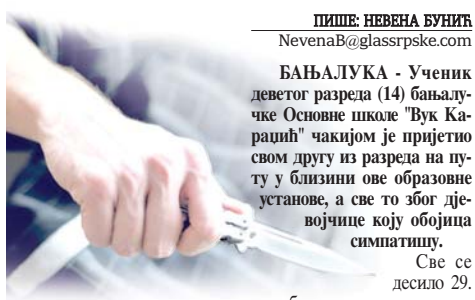 ПИШЕ: НЕВЕНА БУНИЋ
NevenaB@glassrpske.com
БАЊАЛУКА - Ученик
деветог разреда (14) бањалу-
чке Основне школе "Вук Ка-
раџић" чакијом је пријетио
свом другу из разреда на пу-
ту у близини ове образовне
установе, а све то због дје-
војчице коју обојица
симпатишу.
Све се
десило 29.